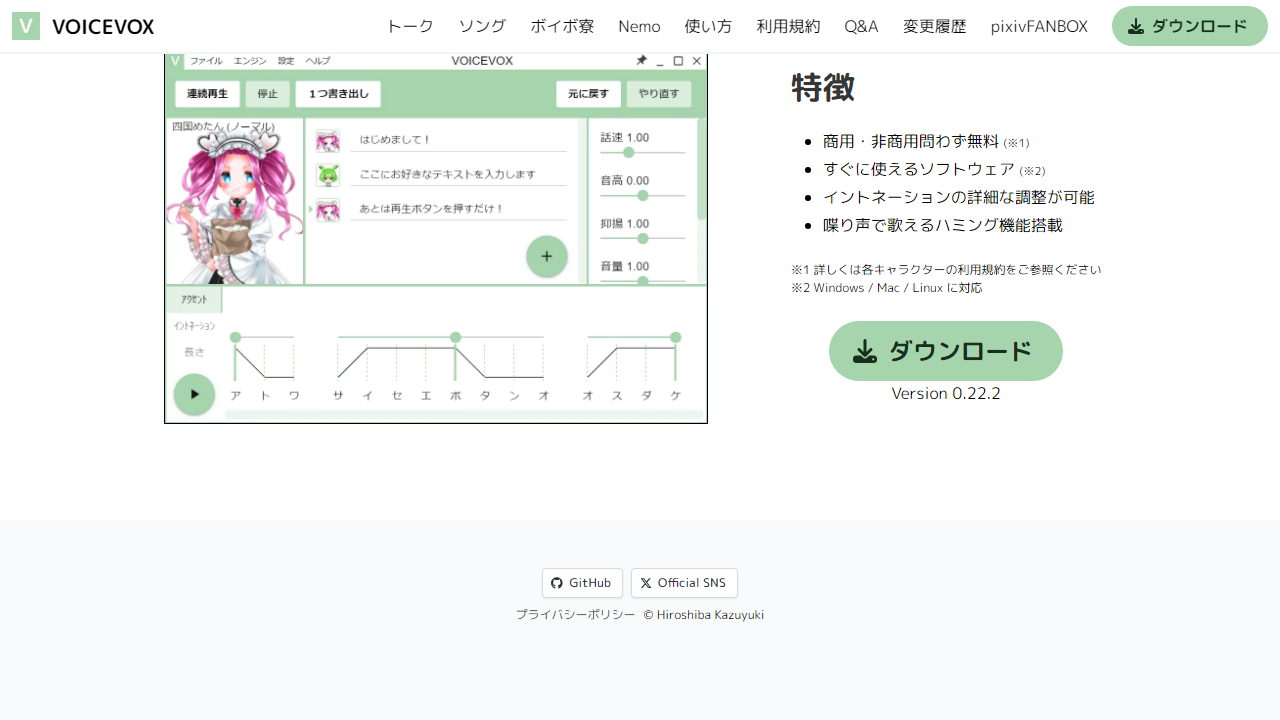 V VOICEVOX トーク ソング ボイボ寮 Nemo 使い方 利用規約 Q&A 変更履歴 pixivFANBOX ダウンロード
V ファイル エンジン 設定 ヘルプ VOICEVOX
連続再生 停止 1つ書き出し 元に戻す やり直す
四国めたん (ノーマル)
はじめまして!
ここにお好きなテキストを入力します
あとは再生ボタンを押すだけ!
話速 1.00
音高 0.00
抑揚 1.00
音量 1.00
アクセント
イントネーション
長さ
ア ト ワ サ イ セ エ ボ タ ン オ オ ス ダ ケ
特徴
商用・非商用問わず無料 (※1)
すぐに使えるソフトウェア (※2)
イントネーションの詳細な調整が可能
喋り声で歌えるハミング機能搭載
※1 詳しくは各キャラクターの利用規約をご参照ください
※2 Windows / Mac / Linux に対応
ダウンロード
Version 0.22.2
GitHub Official SNS
プライバシーポリシー © Hiroshiba Kazuyuki